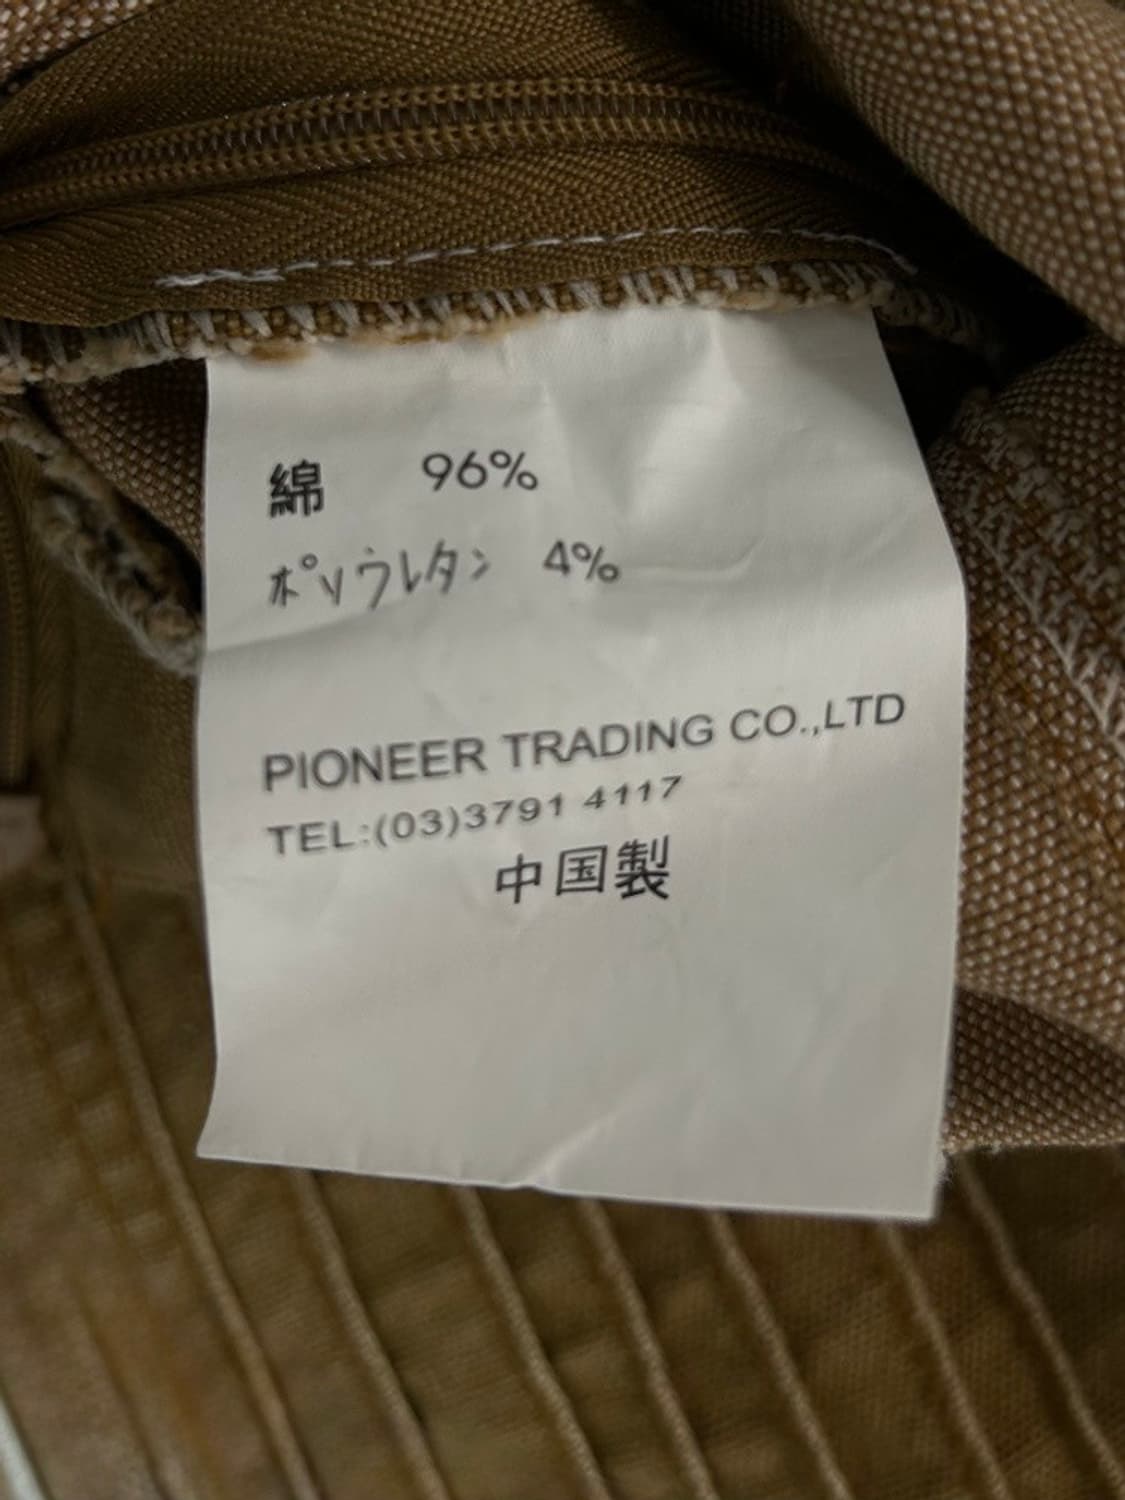 綿 96%
ポリウレタン 4%
PIONEER TRADING CO.,LTD
TEL:(03)3791 4117
中国製